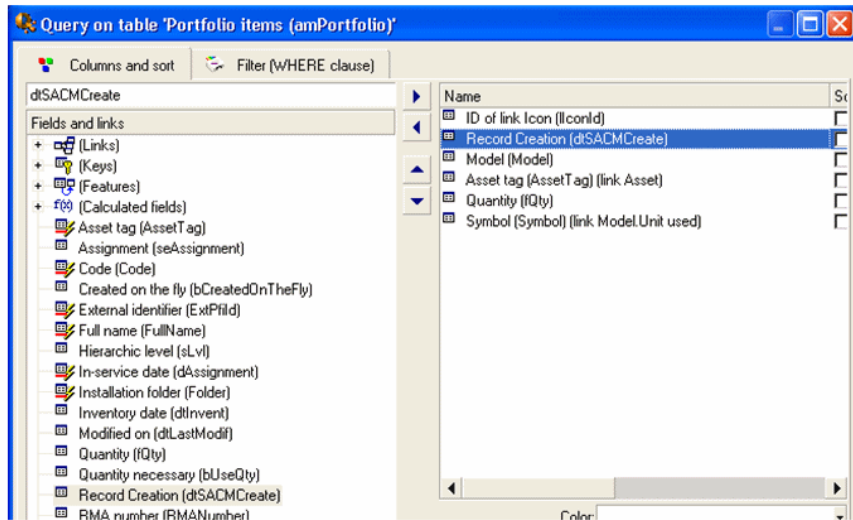 Query on table 'Portfolio items (amPortfolio)'
Columns and sort
Filter (WHERE clause)
dtSACMCreate
Fields and links
(Links)
(Keys)
(Features)
f(x) (Calculated fields)
Asset tag (AssetTag)
Assignment (seAssignment)
Code (Code)
Created on the fly (bCreatedOnTheFly)
External identifier (ExtPfiId)
Full name (FullName)
Hierarchic level (sLvl)
In-service date (dAssignment)
Installation folder (Folder)
Inventory date (dtInvent)
Modified on (dtLastModif)
Quantity (fQty)
Quantity necessary (bUseQty)
Record Creation (dtSACMCreate)
RMA number (RMANumber)
Name
ID of link Icon (lIconId)
Record Creation (dtSACMCreate)
Model (Model)
Asset tag (AssetTag) (link Asset)
Quantity (fQty)
Symbol (Symbol) (link Model.Unit used)
Color: